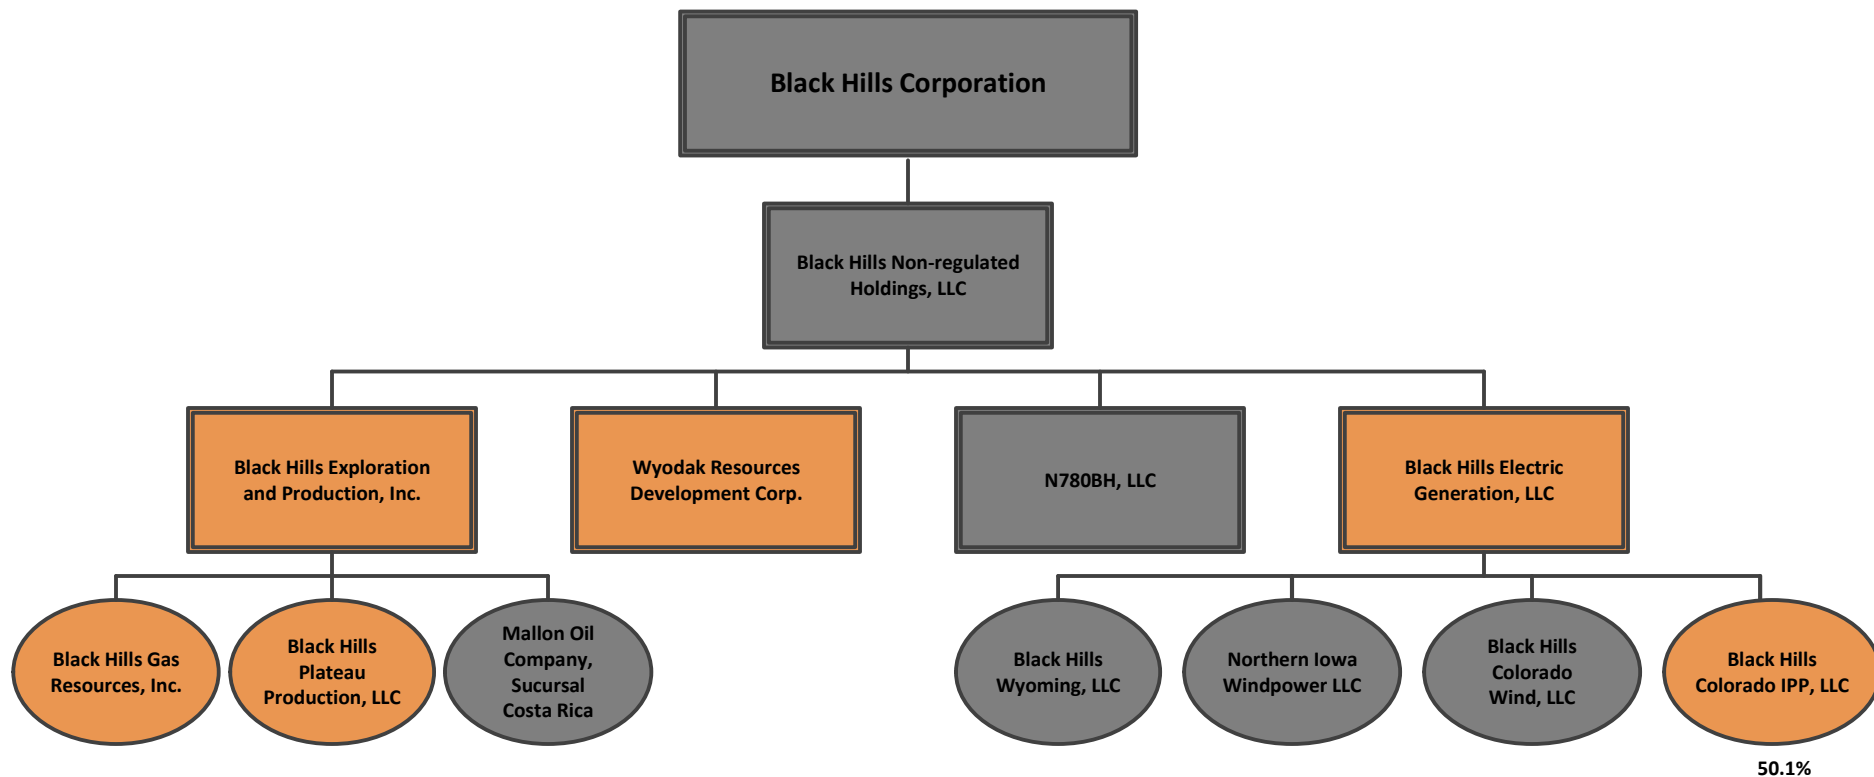 Black Hills Corporation
Black Hills Non-regulated
Holdings, LLC
Black Hills Exploration
and Production, Inc.
Wyodak Resources
Development Corp.
N780BH, LLC
Black Hills Electric
Generation, LLC
Black Hills Gas
Resources, Inc.
Black Hills
Plateau
Production, LLC
Mallon Oil
Company,
Sucursal
Costa Rica
Black Hills
Wyoming, LLC
Northern Iowa
Windpower LLC
Black Hills
Colorado
Wind, LLC
Black Hills
Colorado IPP, LLC
50.1%